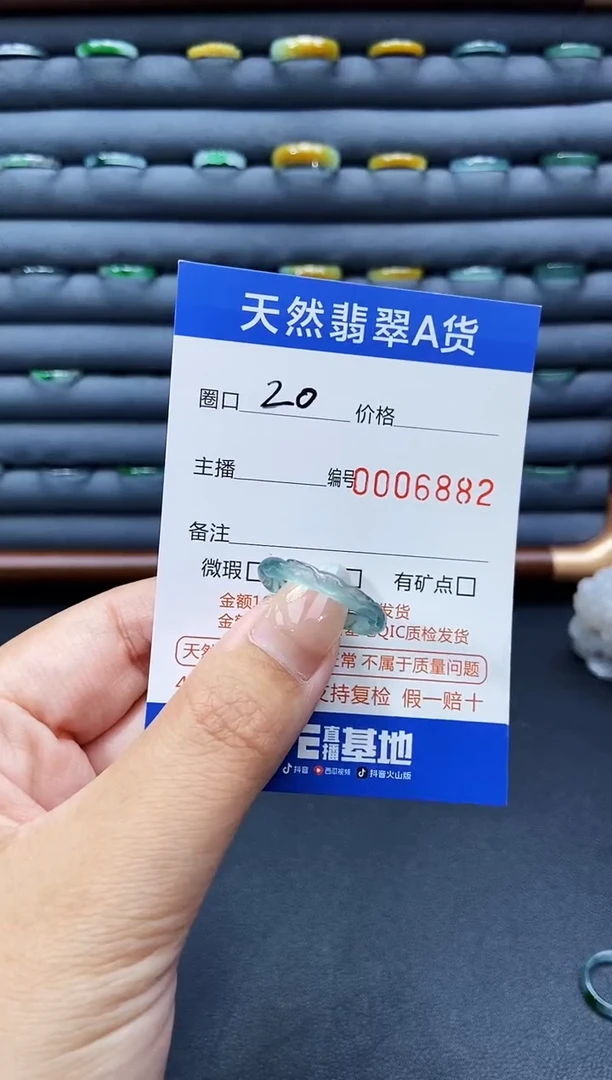 天然翡翠A货
圈口 20 价格
主播 编号0006882
备注
微瑕 有矿点
金额1 发货
金 QIC质检发货
天然 正常 不属于质量问题
支持复检 假一赔十
E直播基地
抖音 西瓜视频 抖音火山版